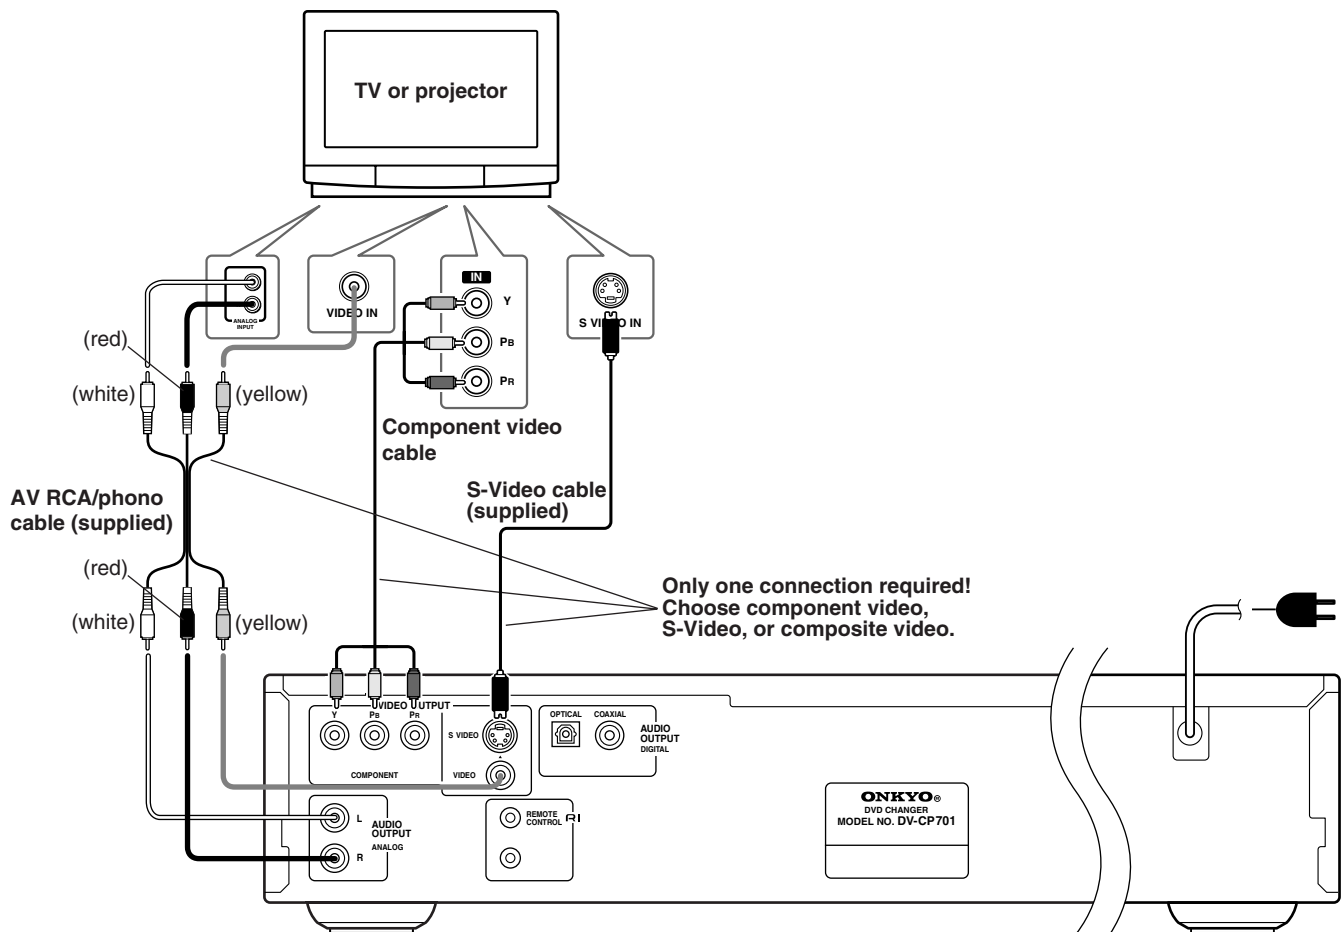 TV or projector
ANALOG
INPUT
VIDEO IN
IN
Y
PB
PR
S VIDEO IN
(red)
(white)
(yellow)
Component video
cable
AV RCA/phono
cable (supplied)
S-Video cable
(supplied)
(red)
(white)
(yellow)
Only one connection required!
Choose component video,
S-Video, or composite video.
VIDEO OUTPUT
Y
PB
PR
S VIDEO
VIDEO
COMPONENT
OPTICAL
COAXIAL
AUDIO
OUTPUT
DIGITAL
L
R
AUDIO
OUTPUT
ANALOG
REMOTE
CONTROL
RI
ONKYO®
DVD CHANGER
MODEL NO. DV-CP701